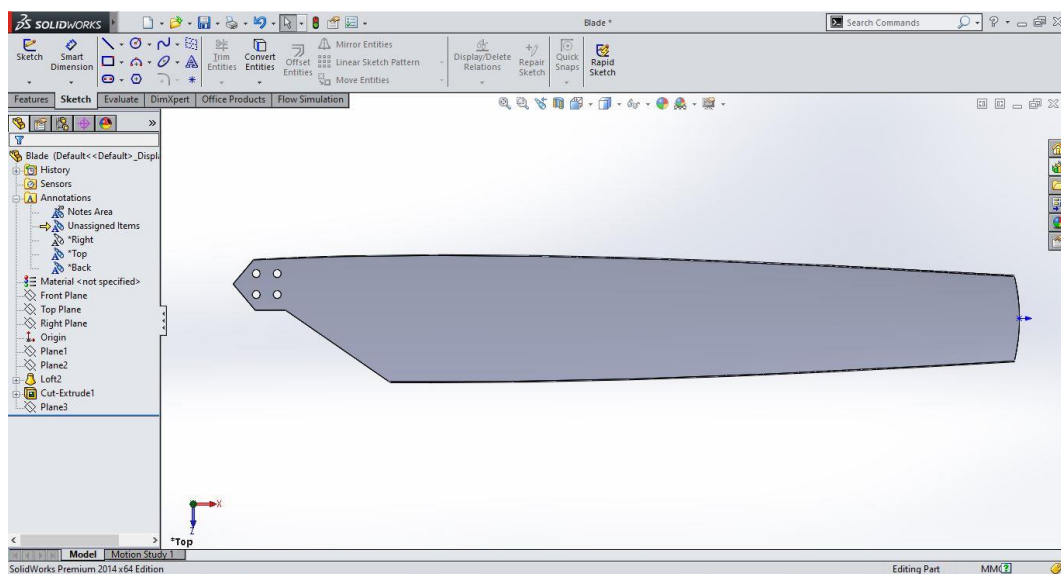 SOLIDWORKS
Blade *
Search Commands
Sketch
Smart Dimension
Trim Entities
Convert Entities
Offset Entities
Mirror Entities
Linear Sketch Pattern
Move Entities
Display/Delete Relations
Repair Sketch
Quick Snaps
Rapid Sketch
Features Sketch Evaluate DimXpert Office Products Flow Simulation
Blade (Default<<Default>_Displ
History
Sensors
Annotations
Notes Area
Unassigned Items
*Right
*Top
*Back
Material <not specified>
Front Plane
Top Plane
Right Plane
Origin
Plane1
Plane2
Loft2
Cut-Extrude1
Plane3
X
Z
*Top
Model Motion Study 1
SolidWorks Premium 2014 x64 Edition
Editing Part